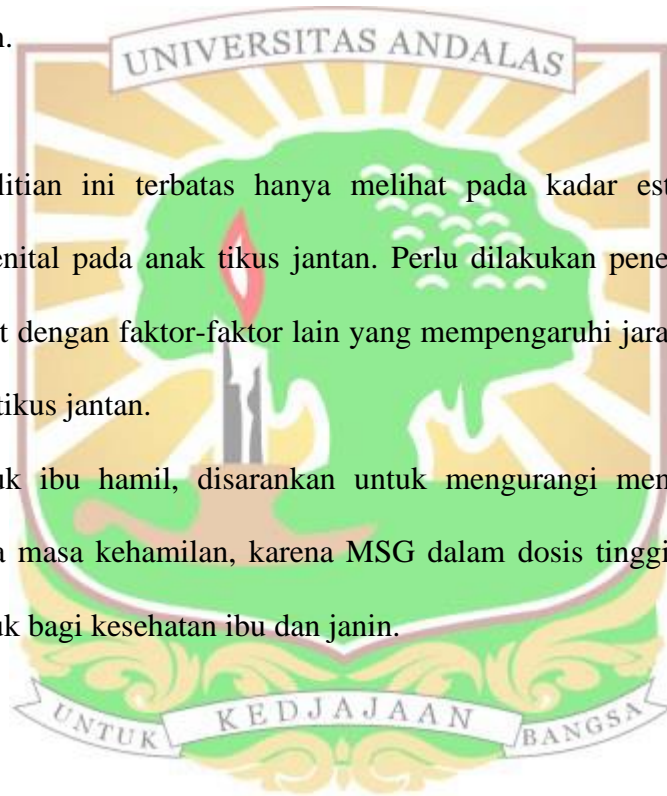 n.
UNIVERSITAS ANDALAS
litian ini terbatas hanya melihat pada kadar est
enital pada anak tikus jantan. Perlu dilakukan pene
t dengan faktor-faktor lain yang mempengaruhi jara
tikus jantan.
uk ibu hamil, disarankan untuk mengurangi men
a masa kehamilan, karena MSG dalam dosis tinggi
uk bagi kesehatan ibu dan janin.
UNTUK KEDJAJAAN BANGSA